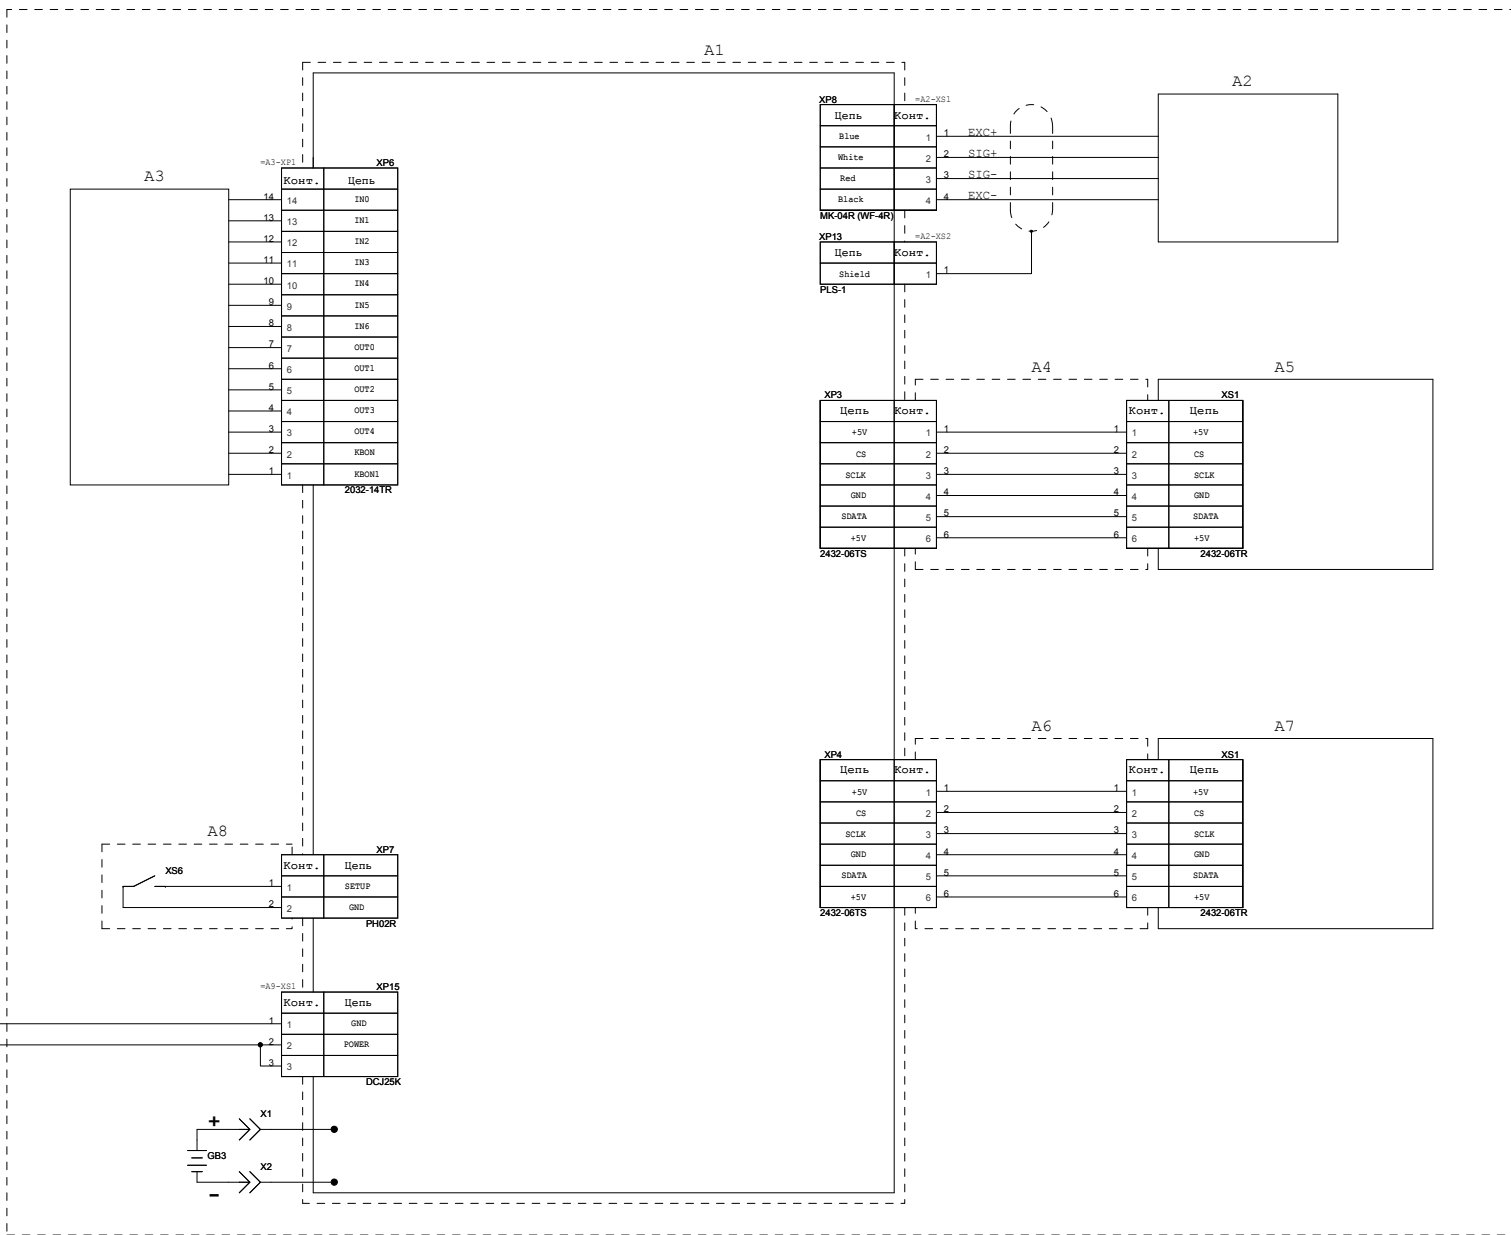 A1
A2
XP8 =A2-XS1
Цепь Конт.
Blue 1 1 EXC+
White 2 2 SIG+
Red 3 3 SIG-
Black 4 4 EXC-
MK-04R (WF-4R)
XP13 =A2-XS2
Цепь Конт.
Shield 1 1
PLS-1
A3
=A3-XP1 XP6
Конт. Цепь
14 14 IN0
13 13 IN1
12 12 IN2
11 11 IN3
10 10 IN4
9 9 IN5
8 8 IN6
7 7 OUT0
6 6 OUT1
5 5 OUT2
4 4 OUT3
3 3 OUT4
2 2 KBON
1 1 KBON1
2032-14TR
A4 A5
XP3 XS1
Цепь Конт. Конт. Цепь
+5V 1 1 1 1 +5V
CS 2 2 2 2 CS
SCLK 3 3 3 3 SCLK
GND 4 4 4 4 GND
SDATA 5 5 5 5 SDATA
+5V 6 6 6 6 +5V
2432-06TS 2432-06TR
A6 A7
XP4 XS1
Цепь Конт. Конт. Цепь
+5V 1 1 1 1 +5V
CS 2 2 2 2 CS
SCLK 3 3 3 3 SCLK
GND 4 4 4 4 GND
SDATA 5 5 5 5 SDATA
+5V 6 6 6 6 +5V
2432-06TS 2432-06TR
A8
XP7
Конт. Цепь
XS6
1 1 SETUP
2 2 GND
PH02R
=A9-XS1 XP15
Конт. Цепь
1 1 GND
2 2 POWER
3 3
DCJ25K
+ X1
GB3
X2
−